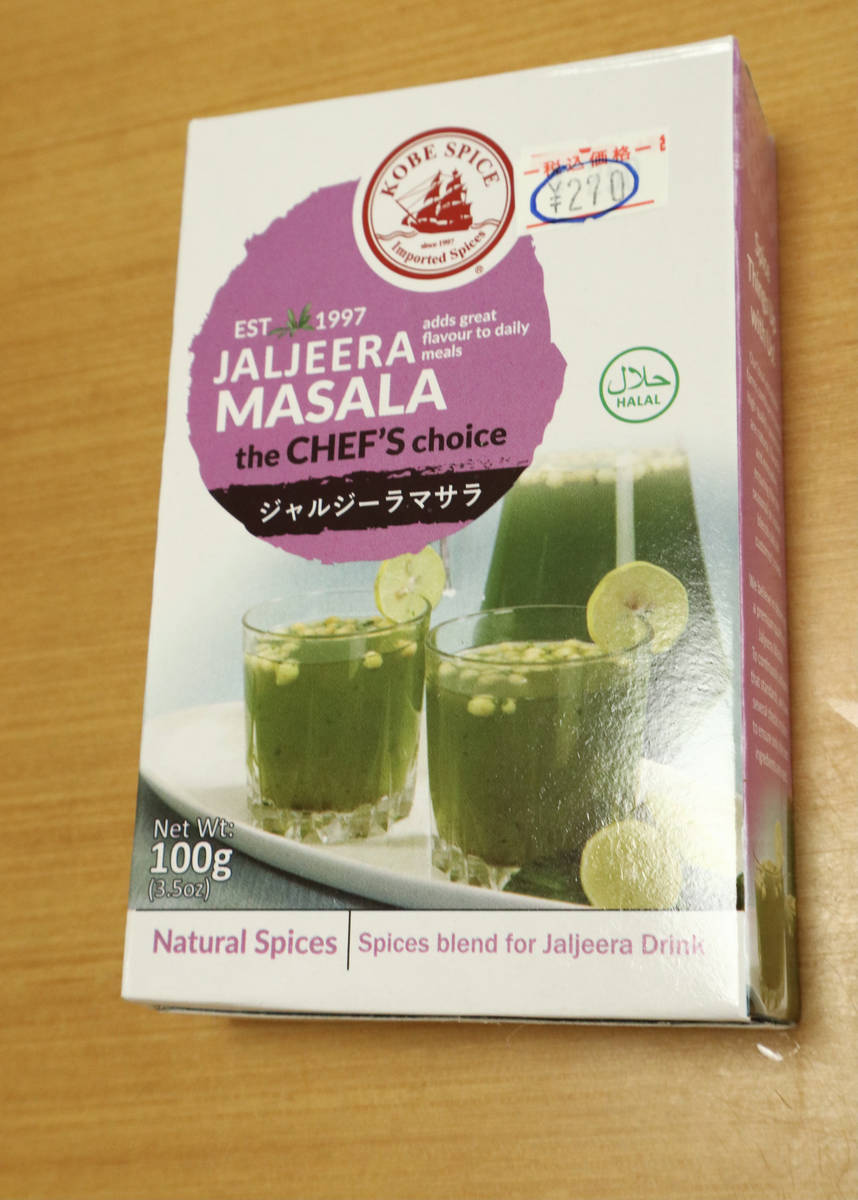 KOBE SPICE
since 1997
Imported Spices
®
税込価格
¥270
EST 1997
adds great
flavour to daily
meals
JALJEERA
MASALA
the CHEF'S choice
ジャルジーラマサラ
حلال
HALAL
Net Wt:
100g
(3.5oz)
Natural Spices
Spices blend for Jaljeera Drink